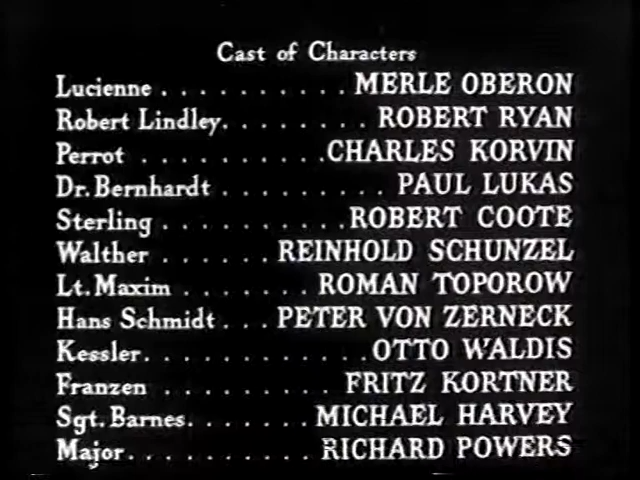 Cast of Characters
Lucienne . . . . . . . . . . MERLE OBERON
Robert Lindley. . . . . . . . ROBERT RYAN
Perrot . . . . . . . . . . .CHARLES KORVIN
Dr. Bernhardt . . . . . . . . . PAUL LUKAS
Sterling . . . . . . . . . .ROBERT COOTE
Walther . . . . . . REINHOLD SCHUNZEL
Lt. Maxim . . . . . . . ROMAN TOPOROW
Hans Schmidt . . . PETER VON ZERNECK
Kessler. . . . . . . . . . . . .OTTO WALDIS
Franzen . . . . . . . . . FRITZ KORTNER
Sgt. Barnes. . . . . . . MICHAEL HARVEY
Major. . . . . . . . . . RICHARD POWERS